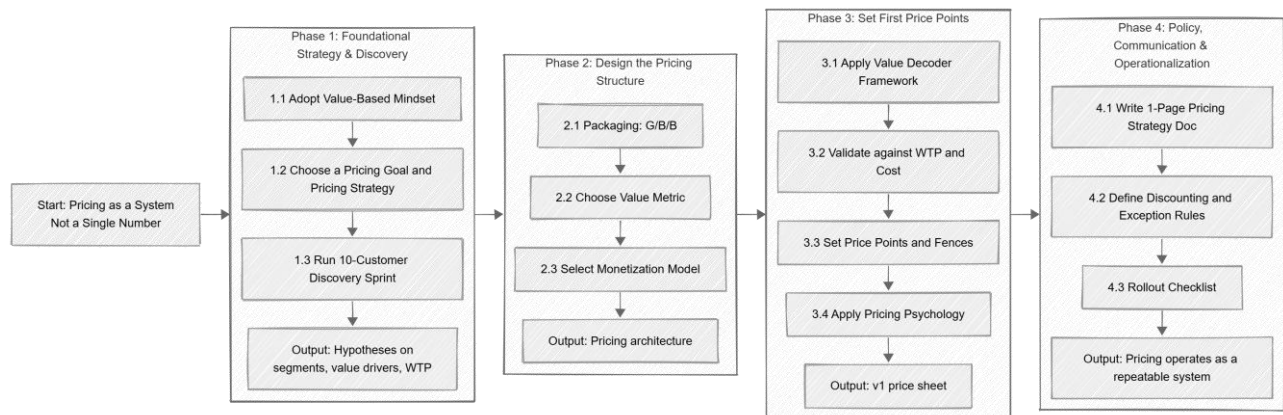 Start: Pricing as a System
Not a Single Number
Phase 1: Foundational
Strategy & Discovery
1.1 Adopt Value-Based Mindset
1.2 Choose a Pricing Goal and
Pricing Strategy
1.3 Run 10-Customer
Discovery Sprint
Output: Hypotheses on
segments, value drivers, WTP
Phase 2: Design the Pricing
Structure
2.1 Packaging: G/B/B
2.2 Choose Value Metric
2.3 Select Monetization Model
Output: Pricing architecture
Phase 3: Set First Price Points
3.1 Apply Value Decoder
Framework
3.2 Validate against WTP and
Cost
3.3 Set Price Points and Fences
3.4 Apply Pricing Psychology
Output: v1 price sheet
Phase 4: Policy,
Communication &
Operationalization
4.1 Write 1-Page Pricing
Strategy Doc
4.2 Define Discounting and
Exception Rules
4.3 Rollout Checklist
Output: Pricing operates as a
repeatable system